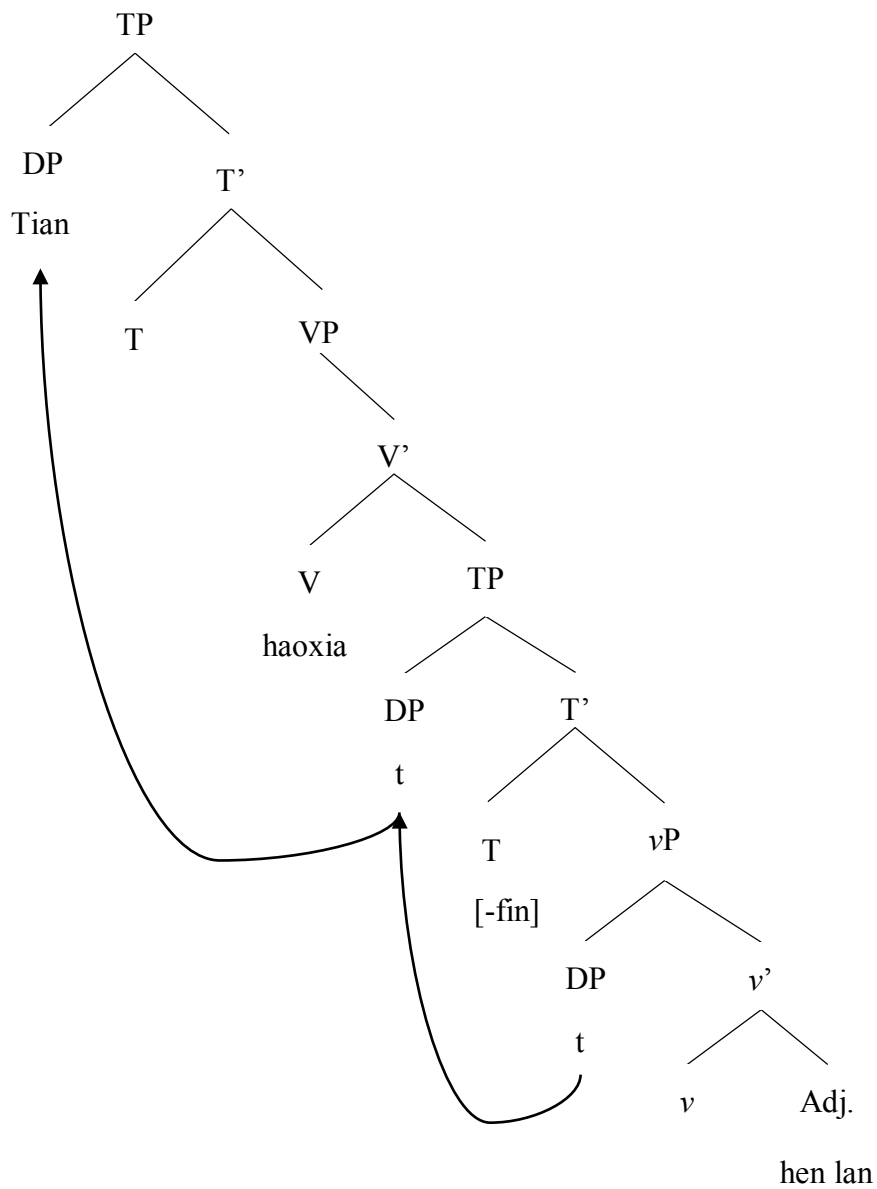 TP
DP T’
Tian
T VP
V’
V TP
haoxia
DP T’
t
T vP
[-fin]
DP v’
t
v Adj.
hen lan